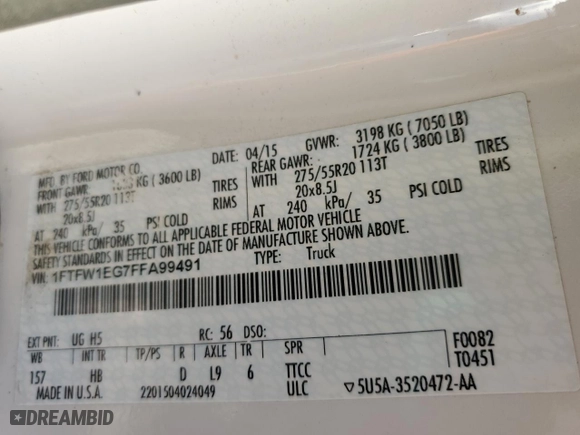 MFD. BY FORD MOTOR CO. DATE: 04/15 GVWR: 3198 KG ( 7050 LB)
FRONT GAWR: KG ( 3600 LB) REAR GAWR: 1724 KG ( 3800 LB)
WITH 275/55R20 113T TIRES WITH 275/55R20 113T TIRES
20x8.5J RIMS 20x8.5J RIMS
AT 240 kPa/ 35 PSI COLD AT 240 kPa/ 35 PSI COLD
THIS VEHICLE CONFORMS TO ALL APPLICABLE FEDERAL MOTOR VEHICLE
SAFETY STANDARDS IN EFFECT ON THE DATE OF MANUFACTURE SHOWN ABOVE.
VIN: 1FTFW1EG7FFA99491 TYPE: Truck
EXT PNT: UG H5 RC: 56 DSO:
WB INT TR TP/PS R AXLE TR SPR F0082
T0451
157 HB D L9 6 TTCC
MADE IN U.S.A. 2201504024049 ULC ▽5U5A-3520472-AA
DREAMBID